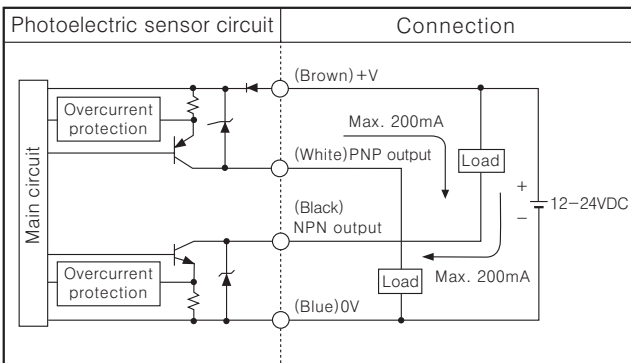 Photoelectric sensor circuit
Connection
(Brown)+V
Overcurrent
protection
Max. 200mA
(White)PNP output
Load
Main circuit
+
12-24VDC
-
(Black)
NPN output
Overcurrent
protection
Load
Max. 200mA
(Blue)0V